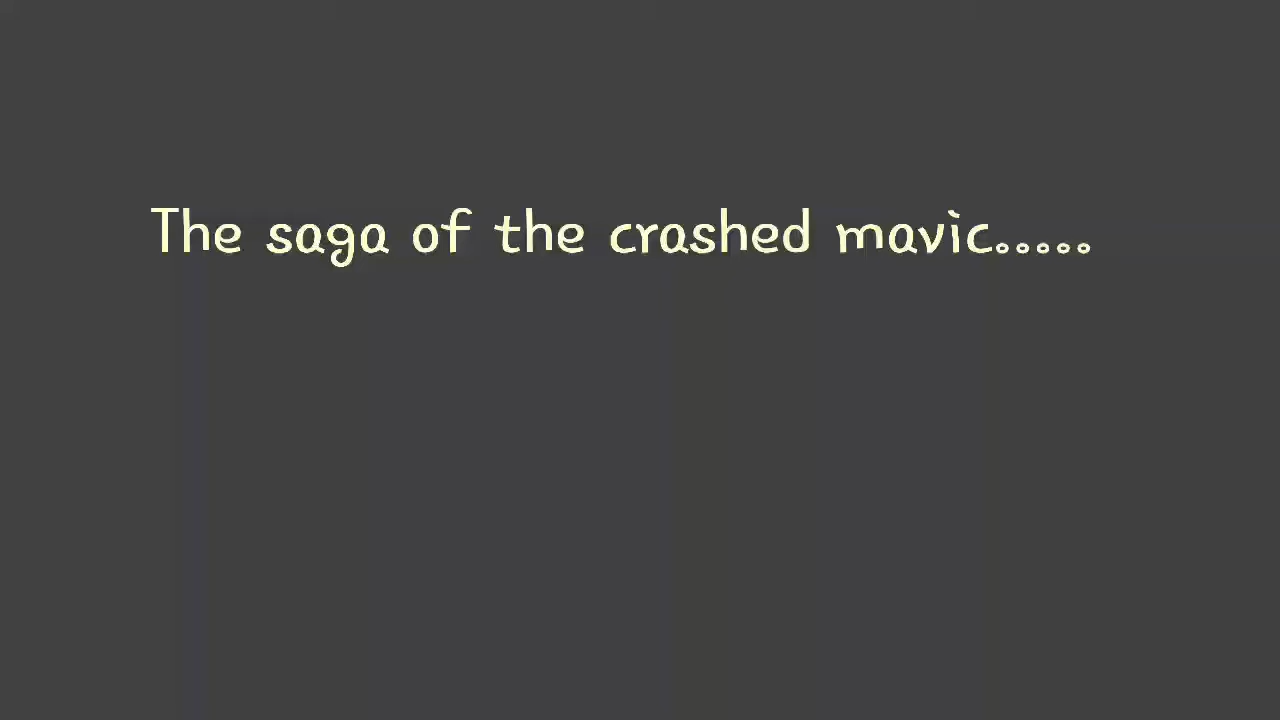 The saga of the crashed mavic.....